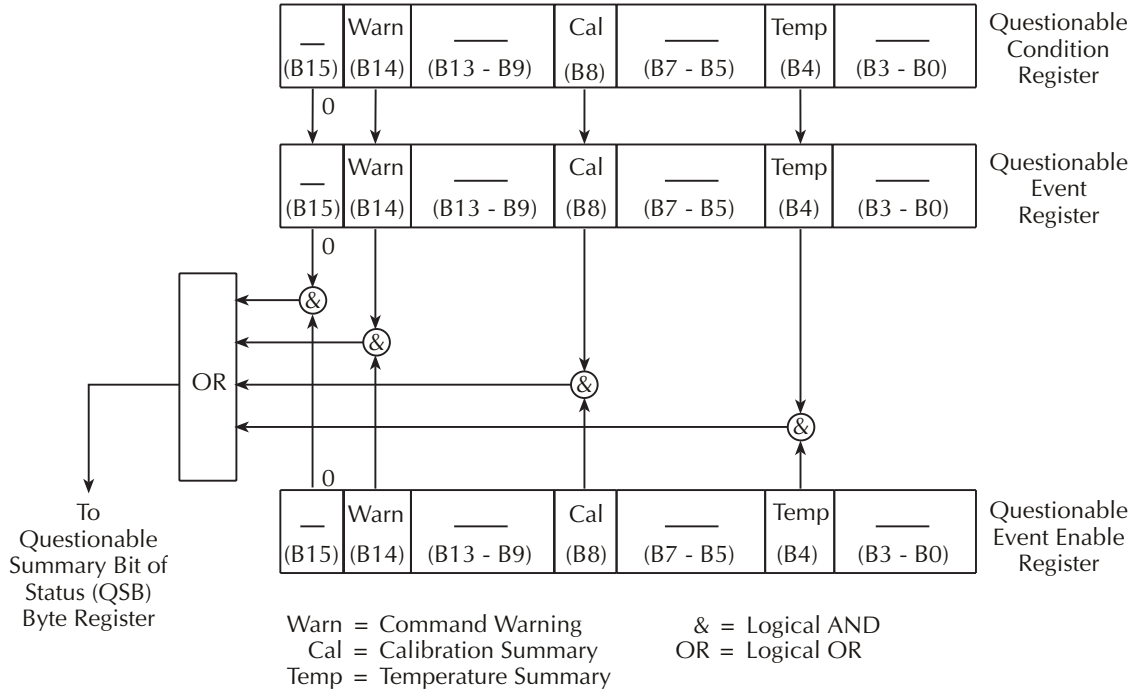 Warn Cal Temp
(B15) (B14) (B13 - B9) (B8) (B7 - B5) (B4) (B3 - B0)
Questionable
Condition
Register
0
Warn Cal Temp
(B15) (B14) (B13 - B9) (B8) (B7 - B5) (B4) (B3 - B0)
Questionable
Event
Register
0
&
&
OR
&
&
0
To
Questionable
Summary Bit of
Status (QSB)
Byte Register
Warn Cal Temp
(B15) (B14) (B13 - B9) (B8) (B7 - B5) (B4) (B3 - B0)
Questionable
Event Enable
Register
Warn = Command Warning
Cal = Calibration Summary
Temp = Temperature Summary
& = Logical AND
OR = Logical OR